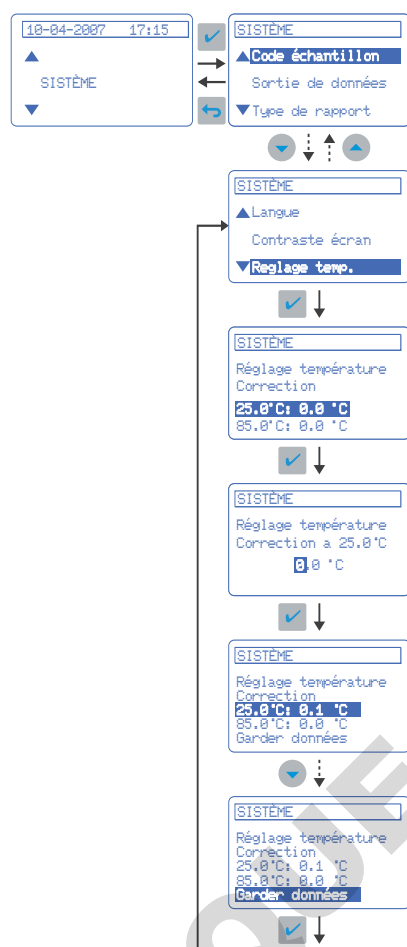 10-04-2007 17:15
SISTÈME
SISTÈME
Code échantillon
Sortie de données
Type de rapport
SISTÈME
Langue
Contraste écran
Reglage temp.
SISTÈME
Réglage température
Correction
25.0°C: 0.0 °C
85.0°C: 0.0 °C
SISTÈME
Réglage température
Correction a 25.0°C
0.0 °C
SISTÈME
Réglage température
Correction
25.0°C: 0.1 °C
85.0°C: 0.0 °C
Garder données
SISTÈME
Réglage température
Correction
25.0°C: 0.1 °C
85.0°C: 0.0 °C
Garder données